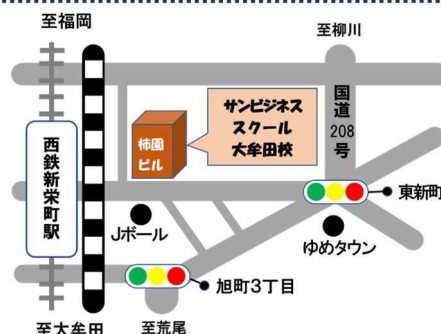 至福岡
至柳川
国道208号
サンビジネス
スクール
大牟田校
柿園
ビル
西鉄新栄町駅
東新町
Jボール
ゆめタウン
旭町3丁目
至大牟田
至荒尾